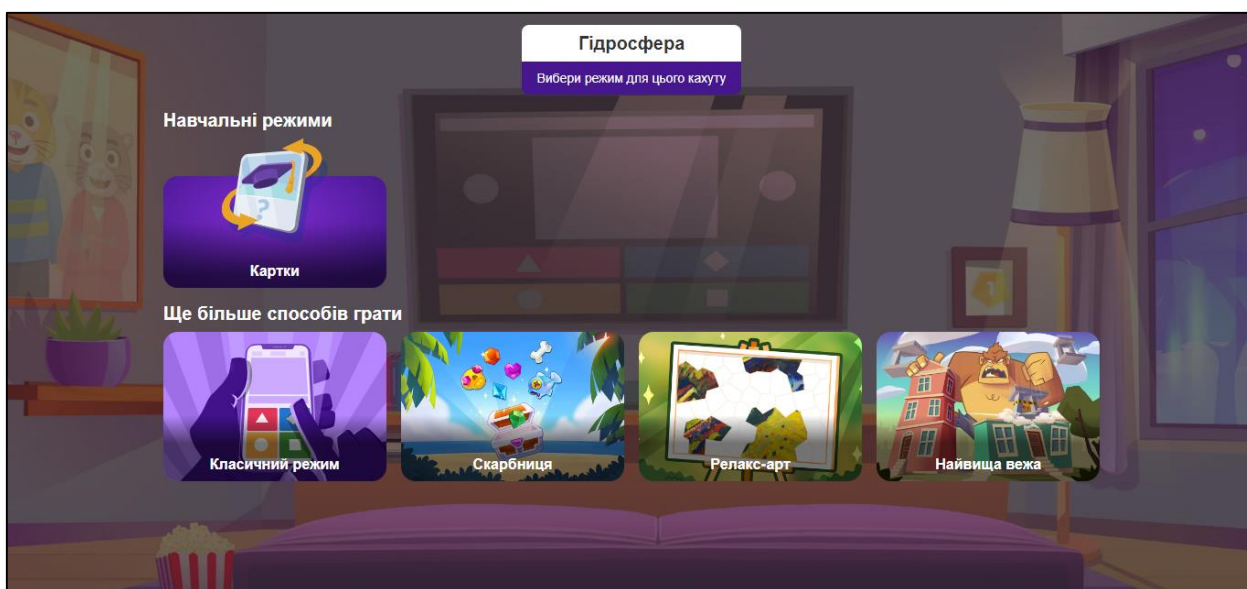 Гідросфера
Вибери режим для цього кахуту
Навчальні режими
?
Картки
Ще більше способів грати
Класичний режим
Скарбниця
Релакс-арт
Найвища вежа